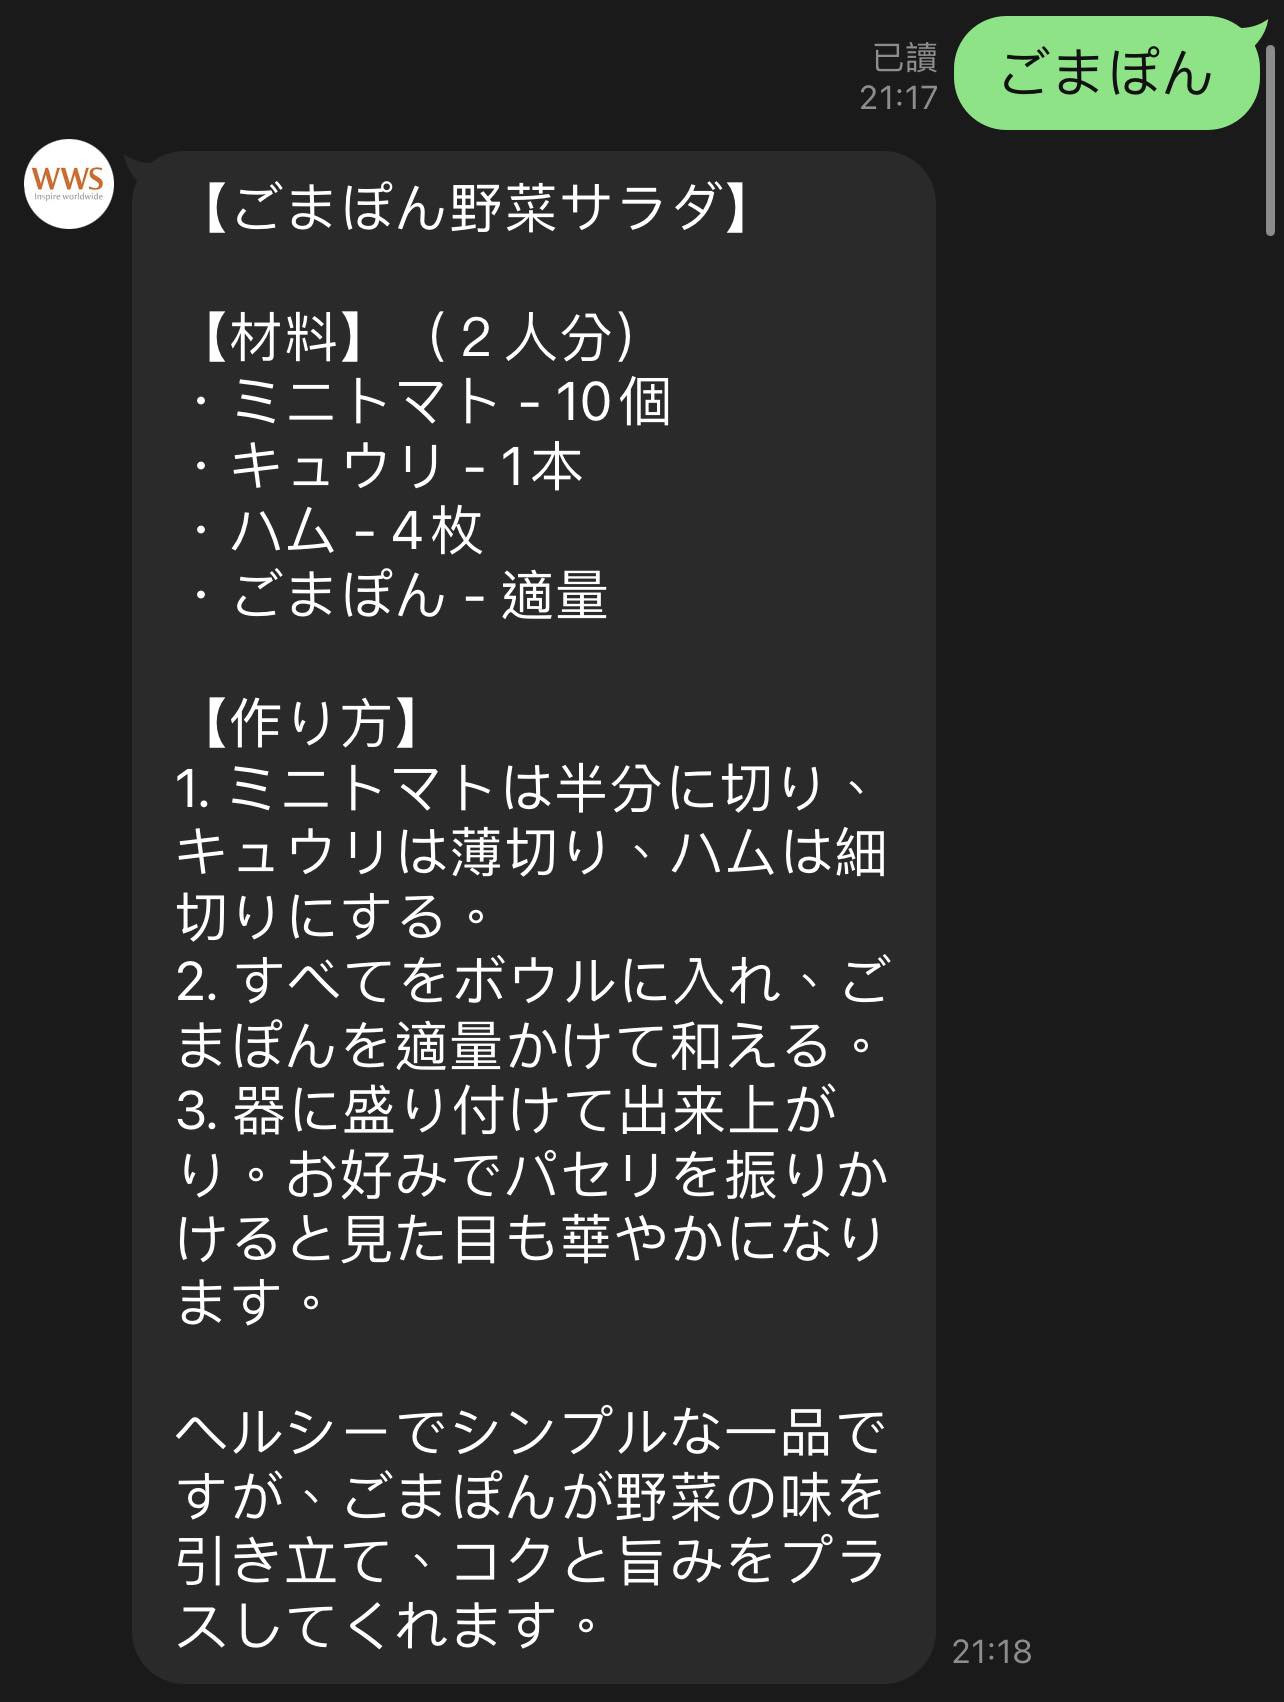 已讀
21:17
ごまぽん
wws
Inspire worldwide
【ごまぽん野菜サラダ】
【材料】（2人分）
・ミニトマト - 10個
・キュウリ - 1本
・ハム - 4枚
・ごまぽん - 適量
【作り方】
1. ミニトマトは半分に切り、
キュウリは薄切り、ハムは細
切りにする。
2. すべてをボウルに入れ、ご
まぽんを適量かけて和える。
3. 器に盛り付けて出来上が
り。お好みでパセリを振りか
けると見た目も華やかになり
ます。
ヘルシーでシンプルな一品で
すが、ごまぽんが野菜の味を
引き立て、コクと旨みをプラ
スしてくれます。
21:18